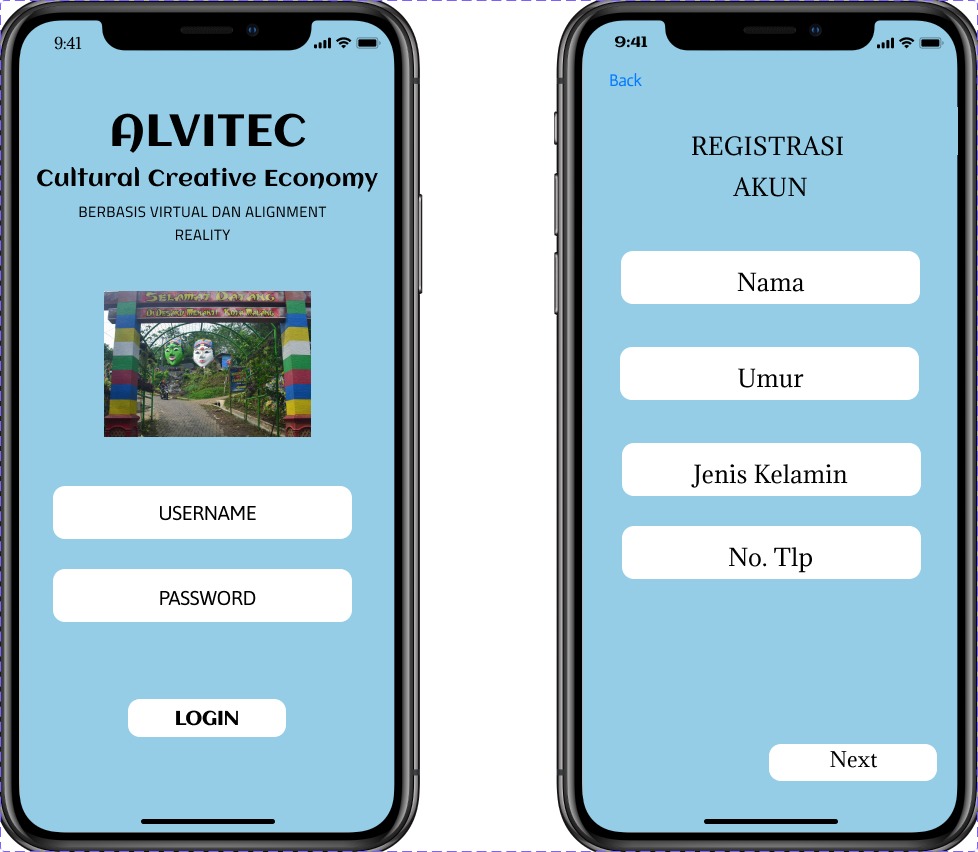 9:41
ALVITEC
Cultural Creative Economy
BERBASIS VIRTUAL DAN ALIGNMENT
REALITY
SELAMAT DATANG
USERNAME
PASSWORD
LOGIN
9:41
Back
REGISTRASI
AKUN
Nama
Umur
Jenis Kelamin
No. Tlp
Next